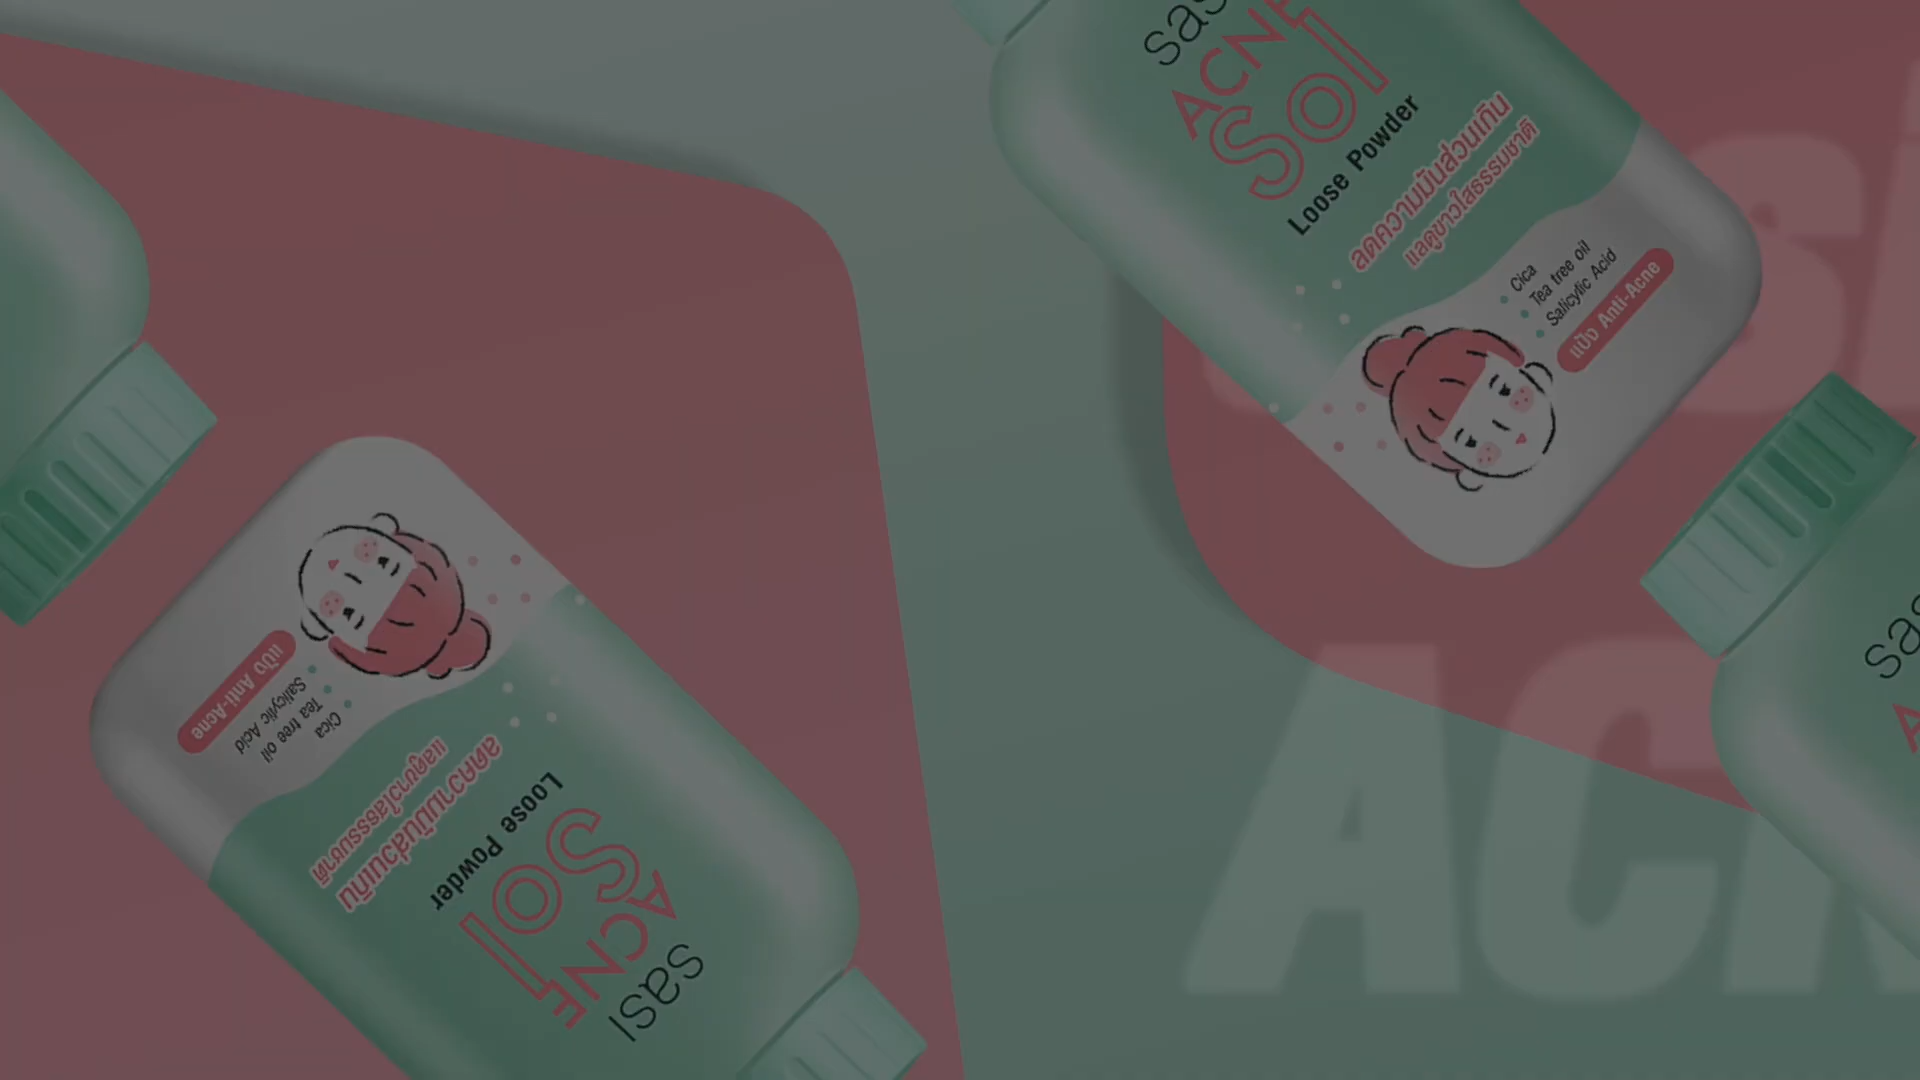 sas
ACNE
Sol
Loose Powder
ลดความมันส่วนเกิน
แลดูขาวใสธรรมชาติ
Cica
Tea tree oil
Salicylic Acid
แป้ง Anti-Acne
sasi
ACNE
Sol
Loose Powder
ลดความมันส่วนเกิน
แลดูขาวใสธรรมชาติ
Cica
Tea tree oil
Salicylic Acid
แป้ง Anti-Acne
sas
A
si
ACN